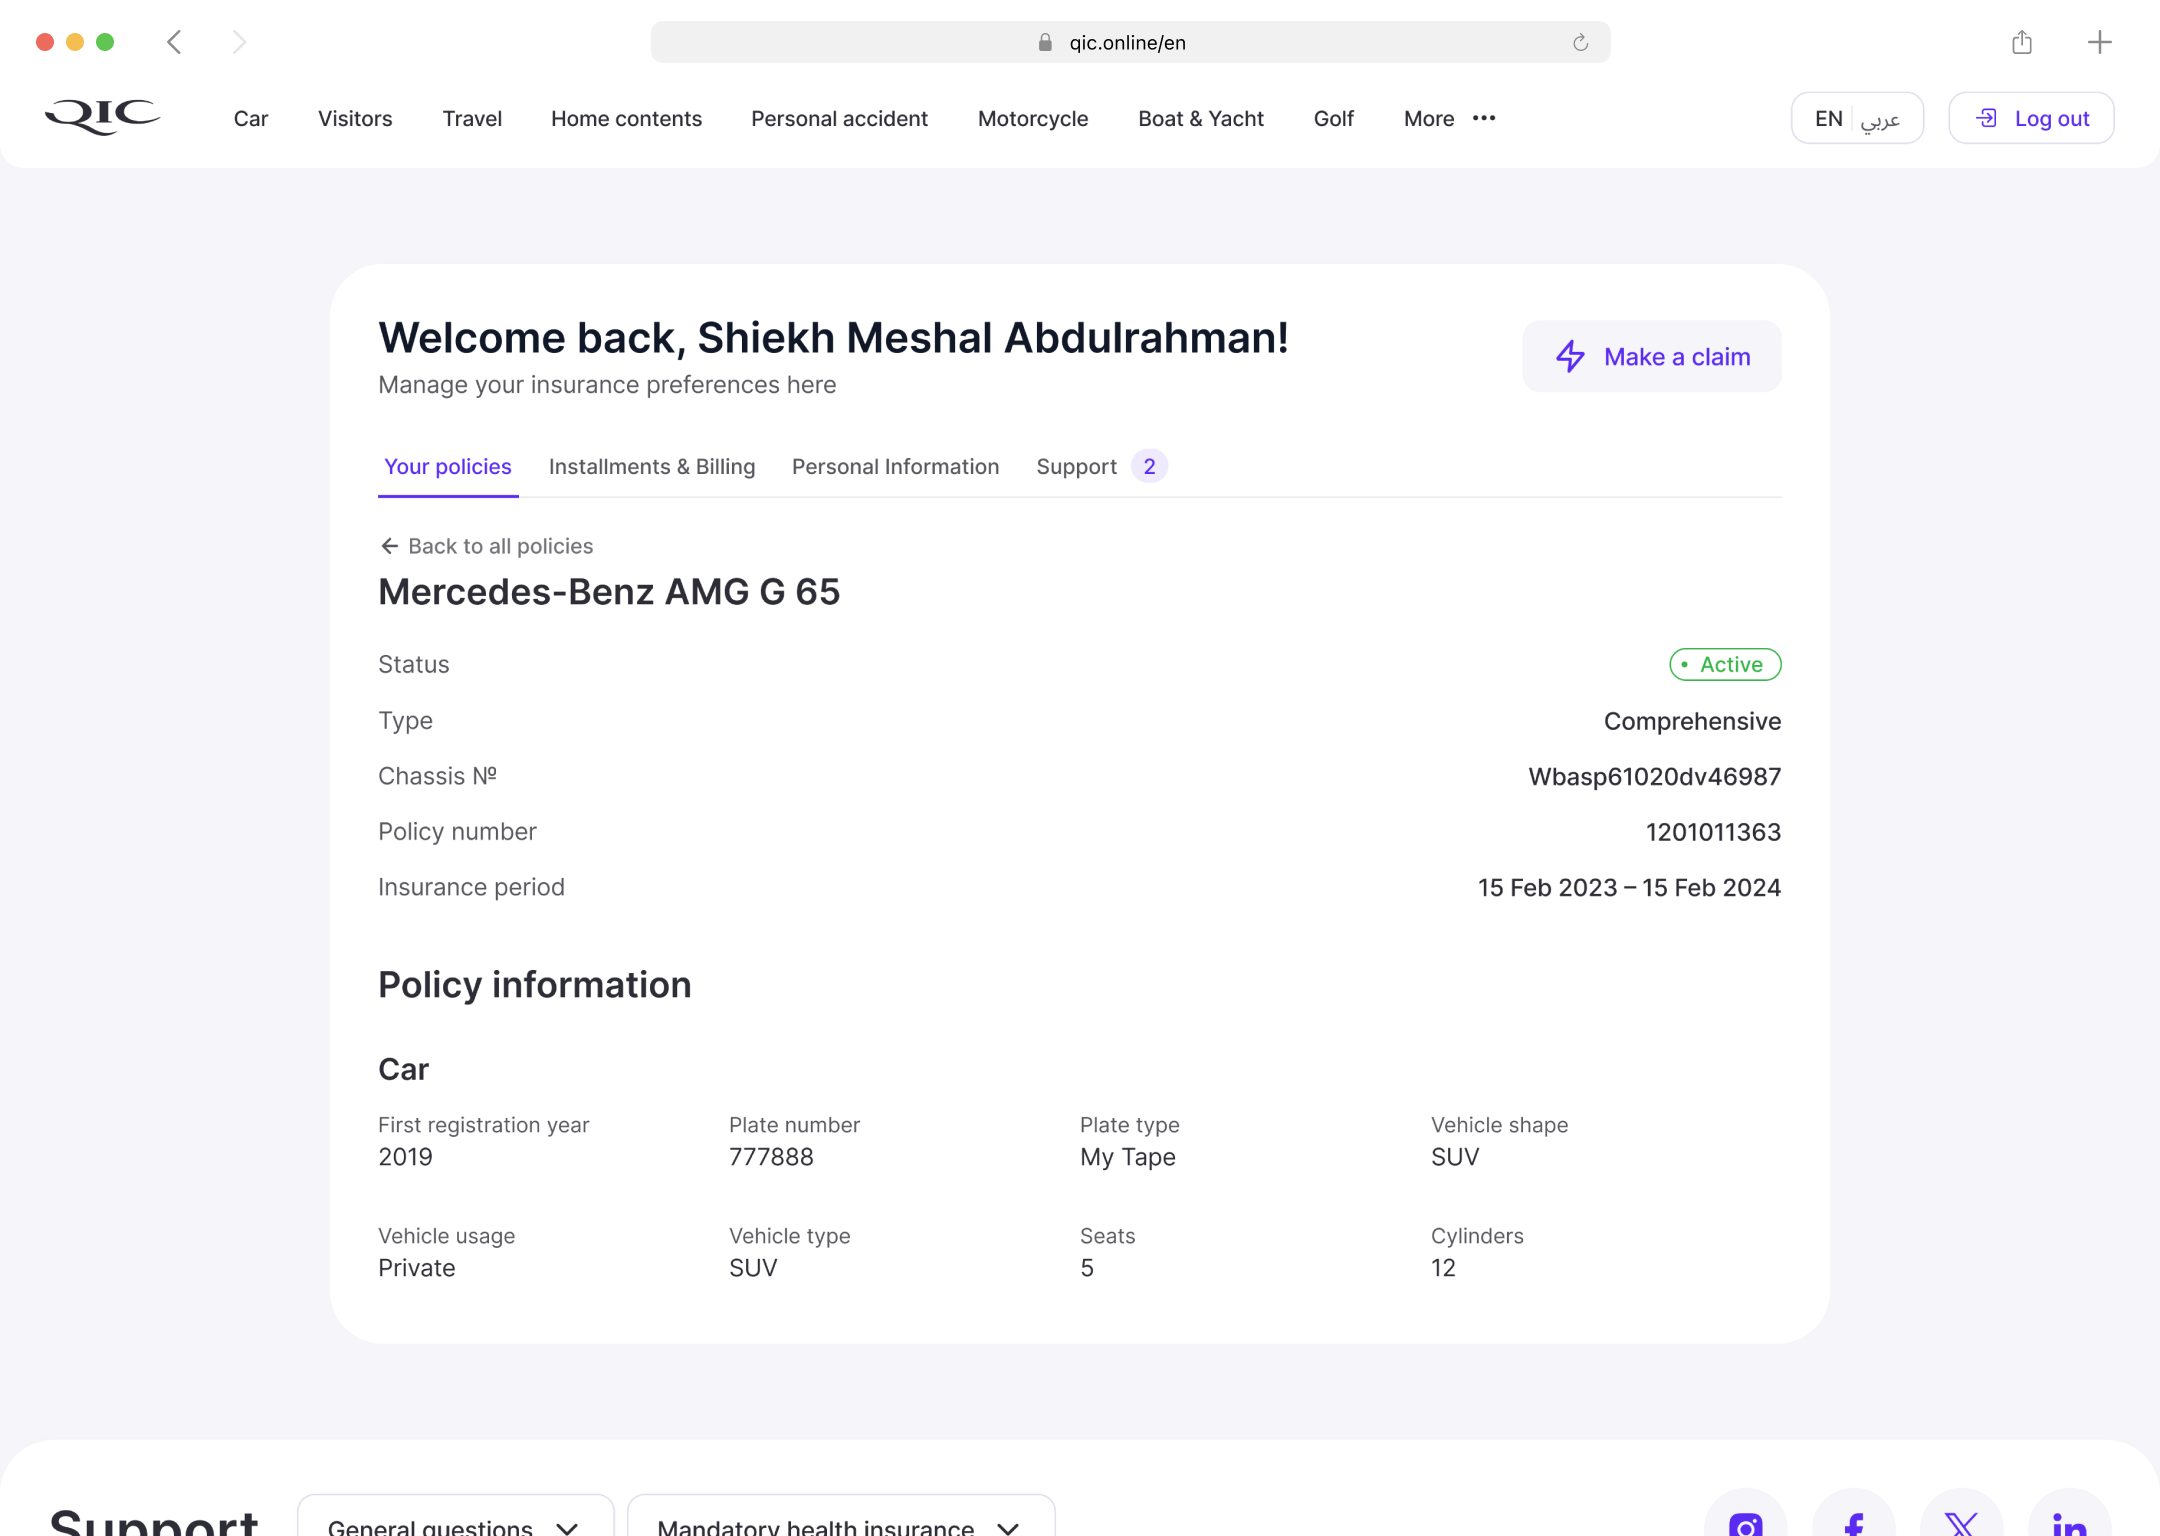 qic.online/en
QIC
Car Visitors Travel Home contents Personal accident Motorcycle Boat & Yacht Golf More •••
EN عربي
Log out
Welcome back, Shiekh Meshal Abdulrahman!
Manage your insurance preferences here
Make a claim
Your policies Installments & Billing Personal Information Support 2
Back to all policies
Mercedes-Benz AMG G 65
Status Active
Type Comprehensive
Chassis № Wbasp61020dv46987
Policy number 1201011363
Insurance period 15 Feb 2023 – 15 Feb 2024
Policy information
Car
First registration year Plate number Plate type Vehicle shape
2019 777888 My Tape SUV
Vehicle usage Vehicle type Seats Cylinders
Private SUV 5 12
Support General questions Mandatory health insurance